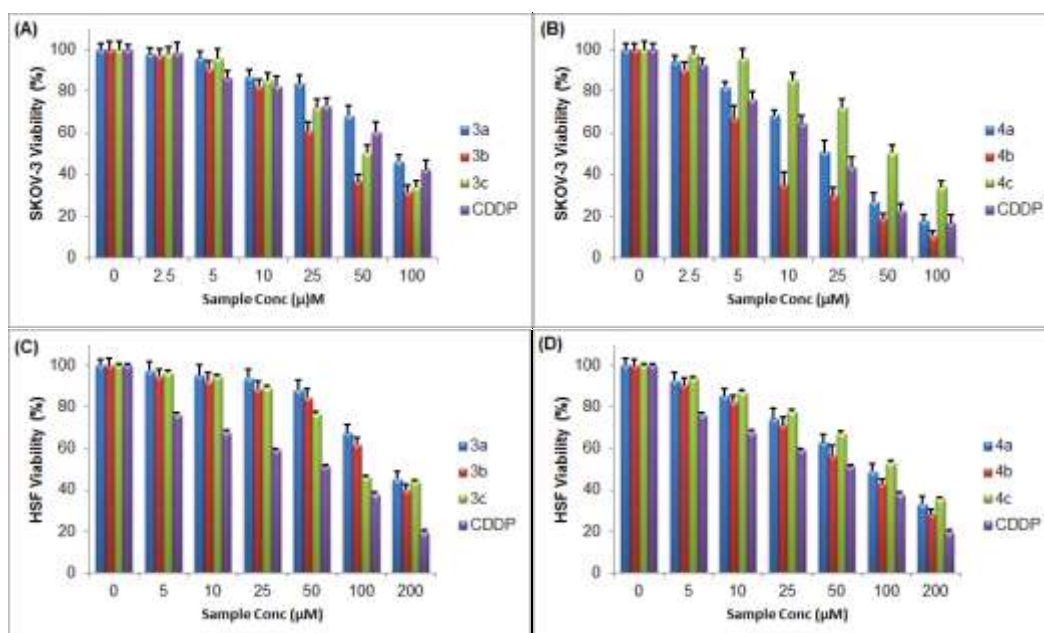 (A)
SKOV-3 Viability (%)
100
80
60
40
20
0
0 2.5 5 10 25 50 100
Sample Conc (µ)M
3a
3b
3c
CDDP
(B)
SKOV-3 Viability (%)
100
80
60
40
20
0
0 2.5 5 10 25 50 100
Sample Conc (µM)
4a
4b
4c
CDDP
(C)
HSF Viability (%)
100
80
60
40
20
0
0 5 10 25 50 100 200
Sample Conc (µM)
3a
3b
3c
CDDP
(D)
HSF Viability (%)
100
80
60
40
20
0
0 5 10 25 50 100 200
Sample Conc (µM)
4a
4b
4c
CDDP